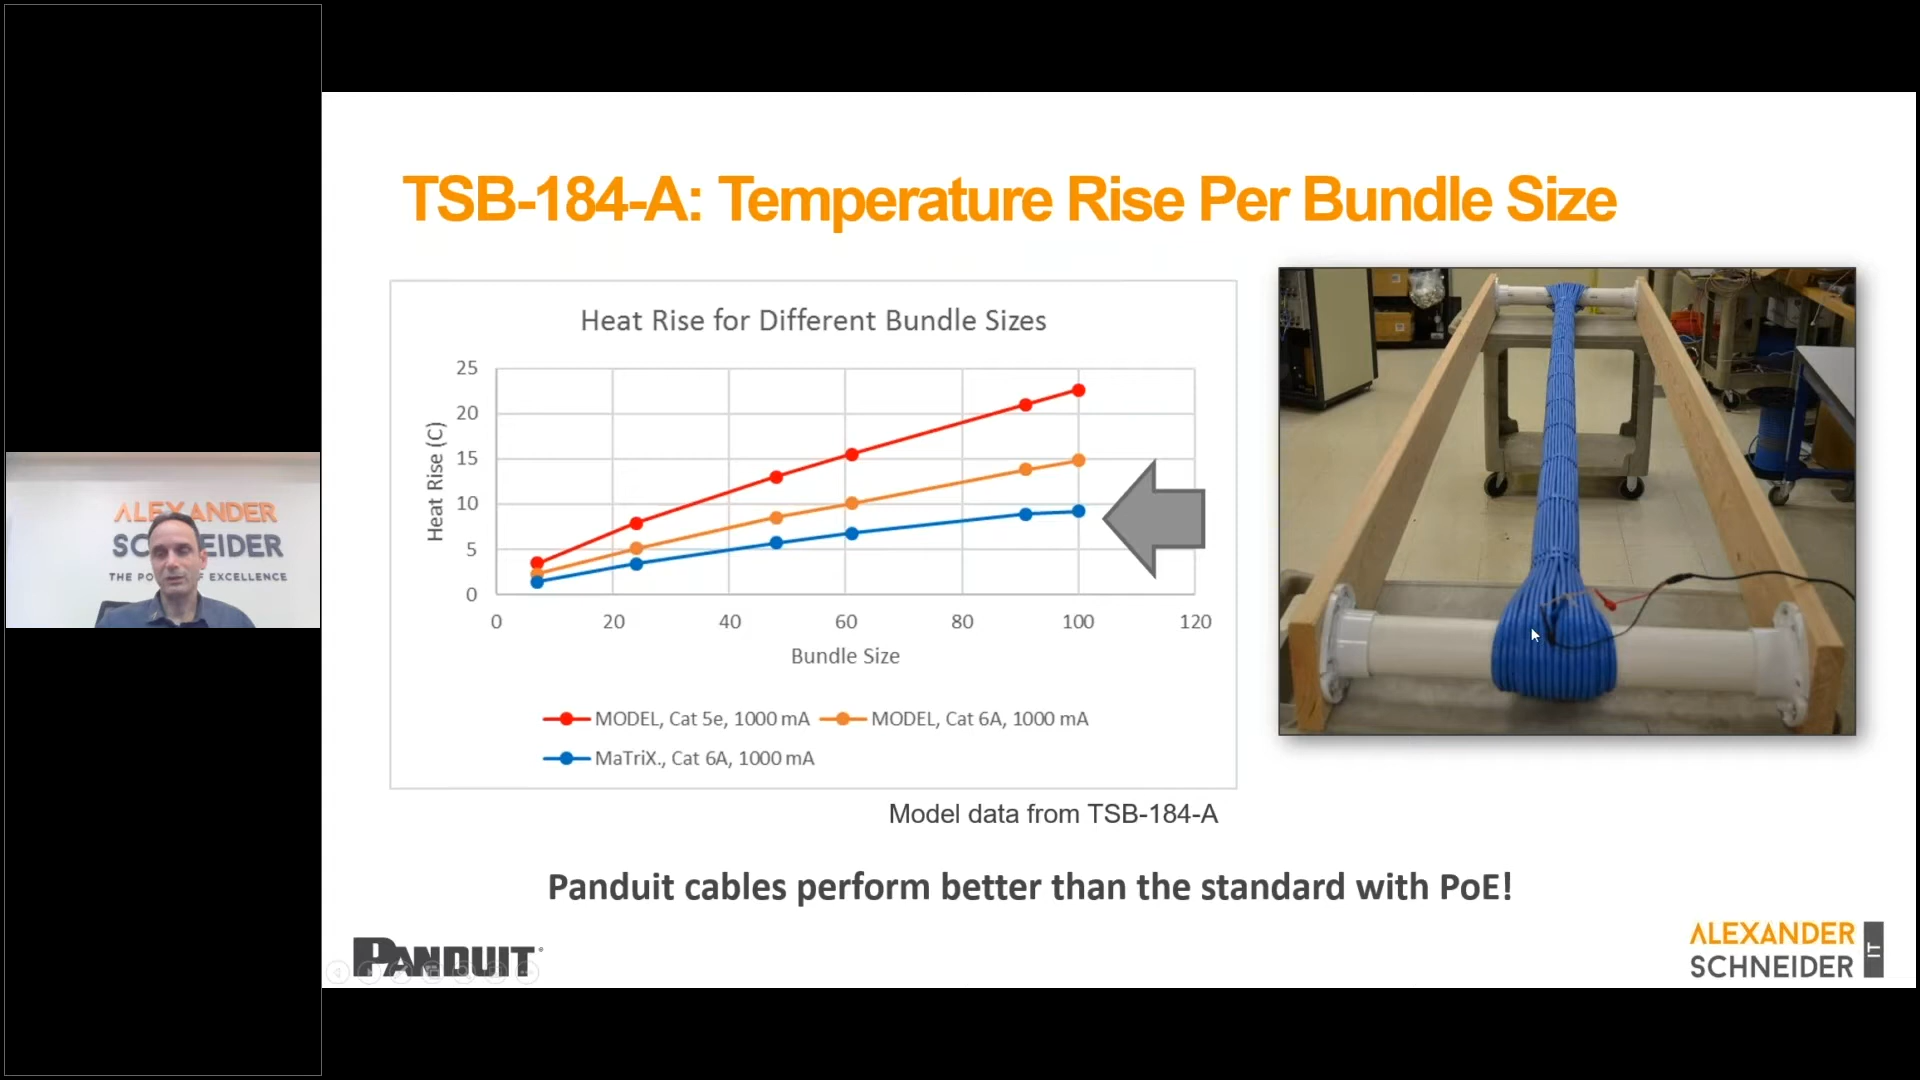 TSB-184-A: Temperature Rise Per Bundle Size
Heat Rise for Different Bundle Sizes
25
20
15
10
5
0
Heat Rise (C)
0 20 40 60 80 100 120
Bundle Size
MODEL, Cat 5e, 1000 mA
MODEL, Cat 6A, 1000 mA
MaTriX., Cat 6A, 1000 mA
Model data from TSB-184-A
Panduit cables perform better than the standard with PoE!
PANDUIT
ALEXANDER
SCHNEIDER
IT
ALEXANDER
SC EIDER
THE PO F EXCELLENCE